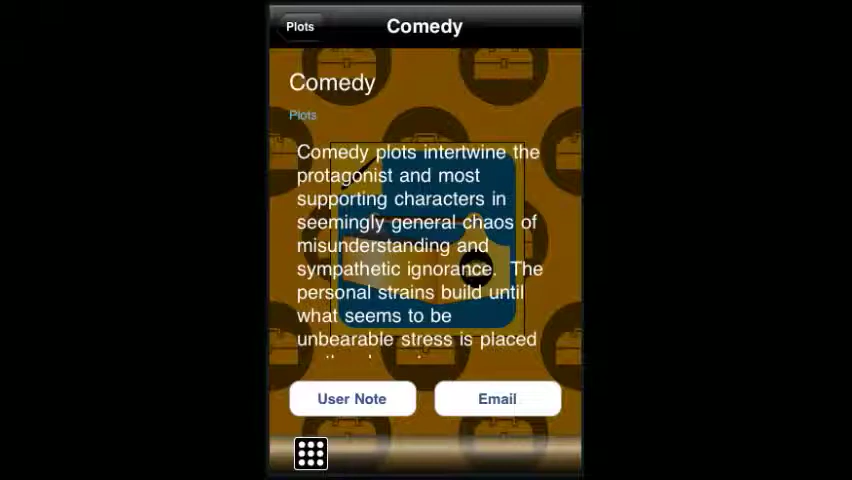 Plots
Comedy
Comedy
Plots
Comedy plots intertwine the
protagonist and most
supporting characters in
seemingly general chaos of
misunderstanding and
sympathetic ignorance.  The
personal strains build until
what seems to be
unbearable stress is placed
User Note
Email